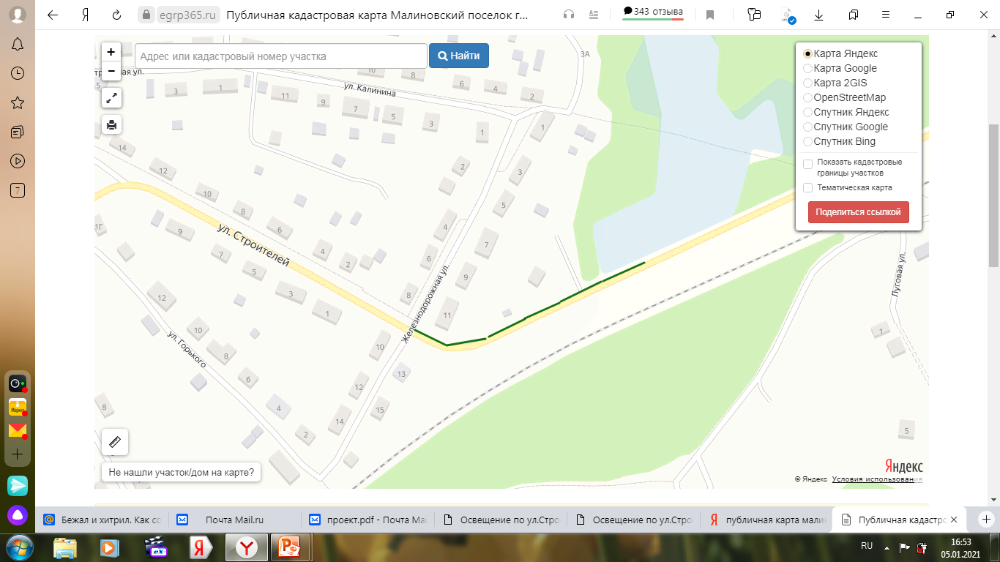 egrp365.ru
Публичная кадастровая карта Малиновский поселок г...
343 отзыва
+
−
Адрес или кадастровый номер участка
Найти
Карта Яндекс
Карта Google
Карта 2GIS
OpenStreetMap
Спутник Яндекс
Спутник Google
Спутник Bing
Показать кадастровые
границы участков
Тематическая карта
Поделиться ссылкой
3А
10
8
6
4
2
ул. Калинина
ул.
5
3
1
11
9
7
5
3
1
1
14
12
10
8
6
4
2
2
3
5
4
7
6
9
8
11
1Г
9
7
5
3
1
ул. Строителей
Железнодорожная ул.
Луговая ул.
12
10
8
6
4
2
ул. Горького
10
13
12
15
14
8
1
5
7
Маркет
Не нашли участок/дом на карте?
Яндекс
© Яндекс Условия использования
Бежал и хитрил. Как со
Почта Mail.ru
проект.pdf - Почта Mai
Освещение по ул.Стро
Освещение по ул.Стро
публичная карта мали
Публичная кадастро
RU
16:53
05.01.2021